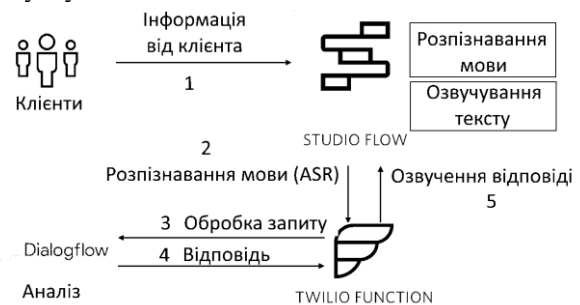 Інформація
від клієнта
1
Клієнти
Розпізнавання
мови
Озвучування
тексту
STUDIO FLOW
2
Розпізнавання мови (ASR)
Озвучення відповіді
5
3 Обробка запиту
Dialogflow
4 Відповідь
Аналіз
TWILIO FUNCTION